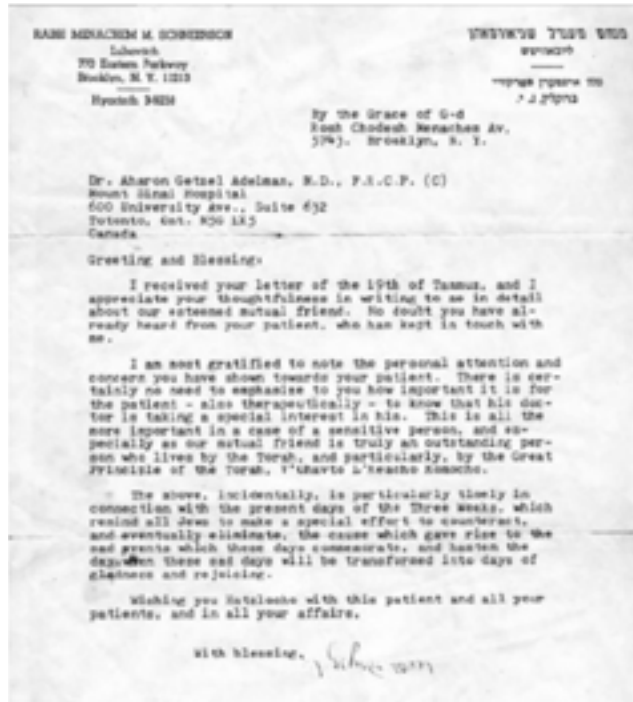 RABBI MENACHEM M. SCHNEERSON
Lubavitch
770 Eastern Parkway
Brooklyn, N. Y. 11213
מנחם מענדל שניאורסאהן
ליובאוויטש
ברוקלין, נ. י.
By the Grace of G-d
Rosh Chodesh Menachem Av,
5743. Brooklyn, N. Y.
Dr. Aharon Getzel Adelman, M.D., F.R.C.P. (C)
Mount Sinai Hospital
600 University Ave., Suite 632
Toronto, Ont. M5G 1X5
Canada
Greeting and Blessing:
I received your letter of the 19th of Tammuz, and I
appreciate your thoughtfulness in writing to me in detail
about our esteemed mutual friend. No doubt you have al-
ready heard from your patient, who has kept in touch with
me.
I am most gratified to note the personal attention and
concern you have shown towards your patient. There is cer-
tainly no need to emphasize to you how important it is for
the patient - also therapeutically - to know that his doc-
tor is taking a special interest in him. This is all the
more important in a case of a sensitive person, and es-
pecially as our mutual friend is truly an outstanding per-
son who lives by the Torah, and particularly, by the Great
Principle of the Torah, V'Ohavto L'Reacho Komocho.
The above, incidentally, is particularly timely in
connection with the present days of the Three Weeks, which
remind all Jews to make a special effort to counteract,
and eventually eliminate, the cause which gave rise to the
sad events which these days commemorate, and hasten the
day when these sad days will be transformed into days of
gladness and rejoicing.
Wishing you Hatzlocho with this patient and all your
patients, and in all your affairs,
With blessing,